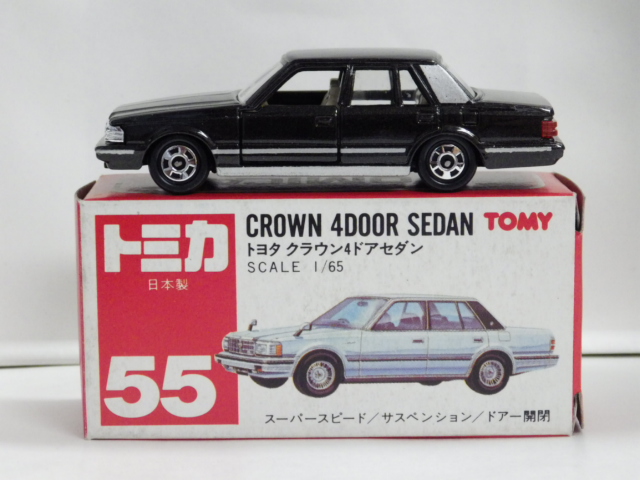 トミカ
日本製
55
CROWN 4DOOR SEDAN TOMY
トヨタ クラウン4ドアセダン
SCALE 1/65
スーパースピード/サスペンション/ドアー開閉